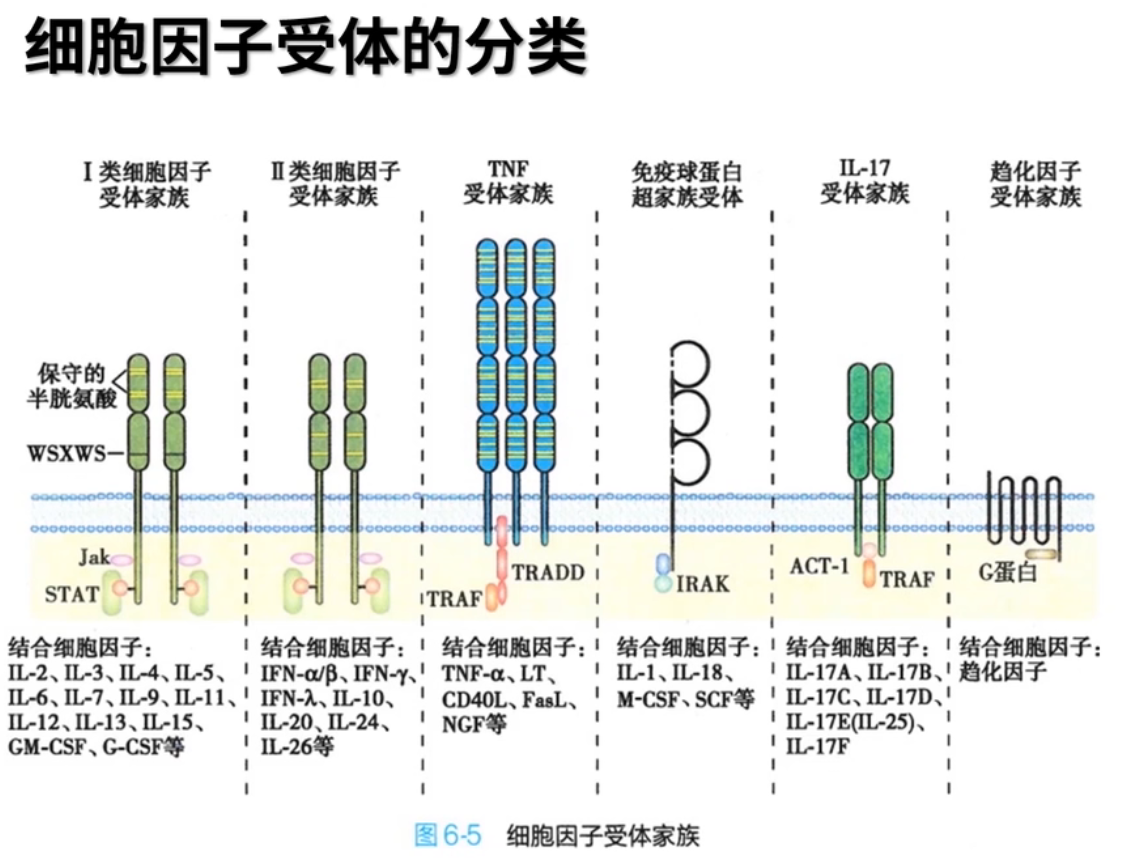 细胞因子受体的分类
Ⅰ类细胞因子
受体家族
Ⅱ类细胞因子
受体家族
TNF
受体家族
免疫球蛋白
超家族受体
IL-17
受体家族
趋化因子
受体家族
保守的
半胱氨酸
WSXWS
Jak
STAT
TRADD
TRAF
IRAK
ACT-1
TRAF
G蛋白
结合细胞因子：
IL-2、IL-3、IL-4、IL-5、
IL-6、IL-7、IL-9、IL-11、
IL-12、IL-13、IL-15、
GM-CSF、G-CSF等
结合细胞因子：
IFN-α/β、IFN-γ、
IFN-λ、IL-10、
IL-20、IL-24、
IL-26等
结合细胞因子：
TNF-α、LT、
CD40L、FasL、
NGF等
结合细胞因子：
IL-1、IL-18、
M-CSF、SCF等
结合细胞因子：
IL-17A、IL-17B、
IL-17C、IL-17D、
IL-17E(IL-25)、
IL-17F
结合细胞因子：
趋化因子
图6-5 细胞因子受体家族